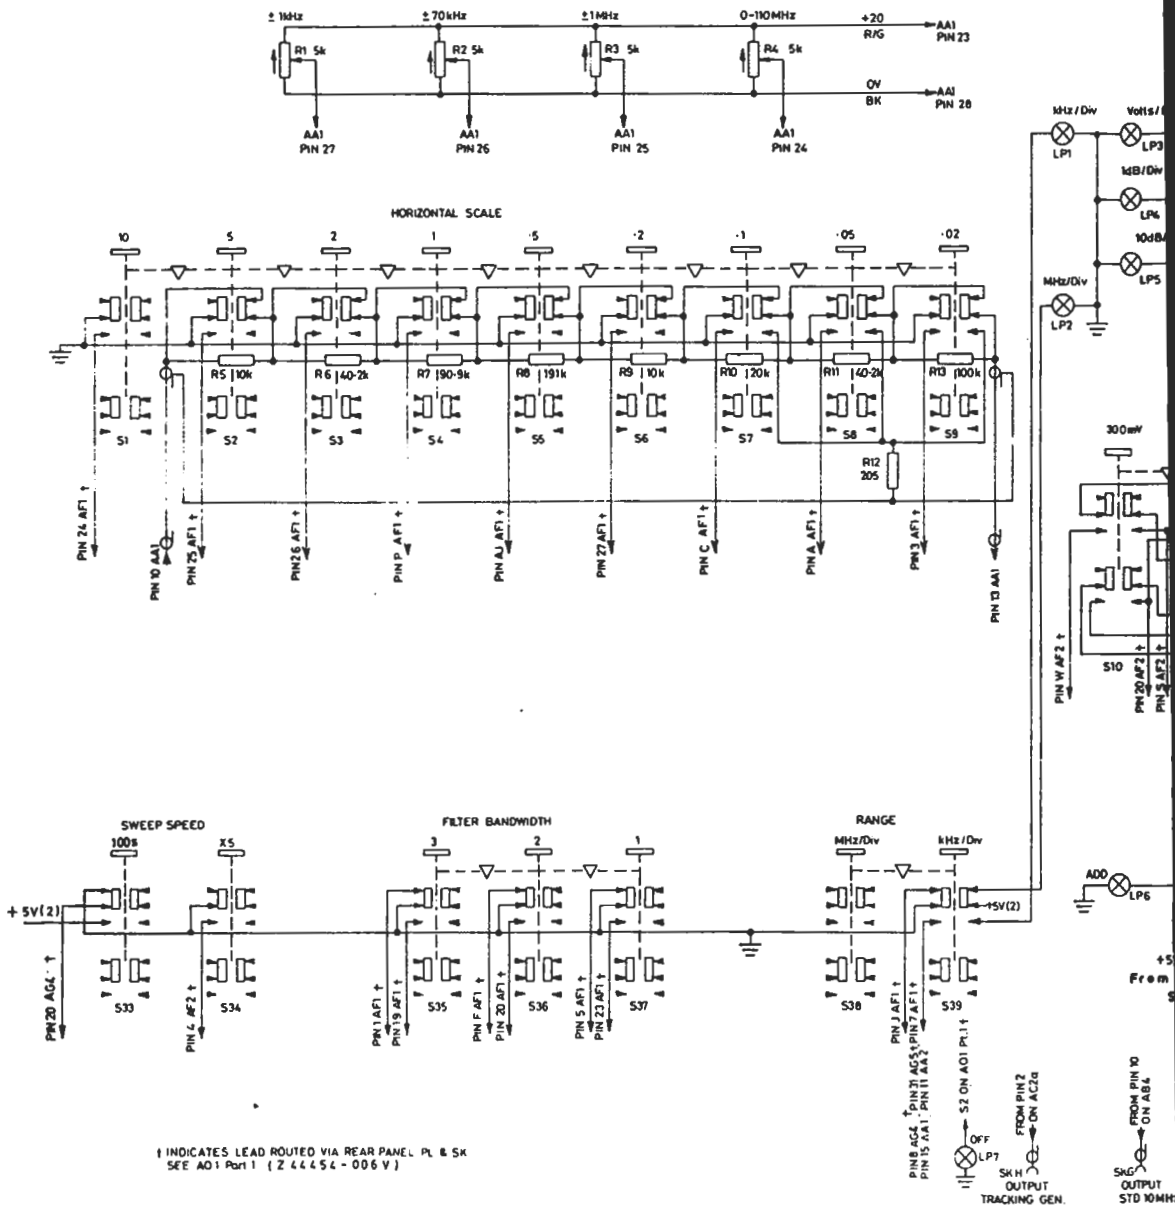 ± 1kHz ± 70kHz ± 1MHz 0-110MHz
+20 AA1
R/G PIN 23
R1 5k R2 5k R3 5k R4 5k
0V AA1
BK PIN 28
AA1 AA1 AA1 AA1
PIN 27 PIN 26 PIN 25 PIN 24
kHz/Div Volts/
LP1 LP3
1dB/Div
LP4
10dB/
LP5
MHz/Div
LP2
HORIZONTAL SCALE
10 5 2 1 .5 .2 .1 .05 .02
R5 10k R6 40-2k R7 90-9k R8 191k R9 10k R10 20k R11 40-2k R13 100k
S1 S2 S3 S4 S5 S6 S7 S8 S9
R12
205
PIN 24 AF1 †
PIN 10 AA1
PIN 25 AF1 †
PIN 26 AF1 †
PIN P AF1 †
PIN AJ AF1 †
PIN 27 AF1 †
PIN C AF1 †
PIN A AF1 †
PIN 3 AF1 †
PIN 13 AA1
300mV
S10
PIN W AF2 †
PIN 20 AF2 †
PIN S AF2 †
SWEEP SPEED
100s X5
FILTER BANDWIDTH
3 2 1
RANGE
MHz/Div kHz/Div
+ 5V(2)
+5V(2)
S33 S34 S35 S36 S37 S38 S39
PIN 20 AG4 †
PIN 4 AF2 †
PIN 1 AF1 †
PIN 19 AF1 †
PIN F AF1 †
PIN 20 AF1 †
PIN 5 AF1 †
PIN 23 AF1 †
PIN J AF1 †
PIN 7 AF1 †
PIN 8 AG4 † PIN 31 AG5 †
PIN 15 AA1 PIN 11 AA2
S2 ON A01 Pt.1 †
ADD
LP6
+5
From
S
OFF
LP7
FROM PIN 2
ON AC2a
SKH
OUTPUT
TRACKING GEN.
FROM PIN 10
ON AB4
SKG
OUTPUT
STD 10MH
† INDICATES LEAD ROUTED VIA REAR PANEL PL & SK
SEE A01 Part 1 ( Z 44454 - 006 V )